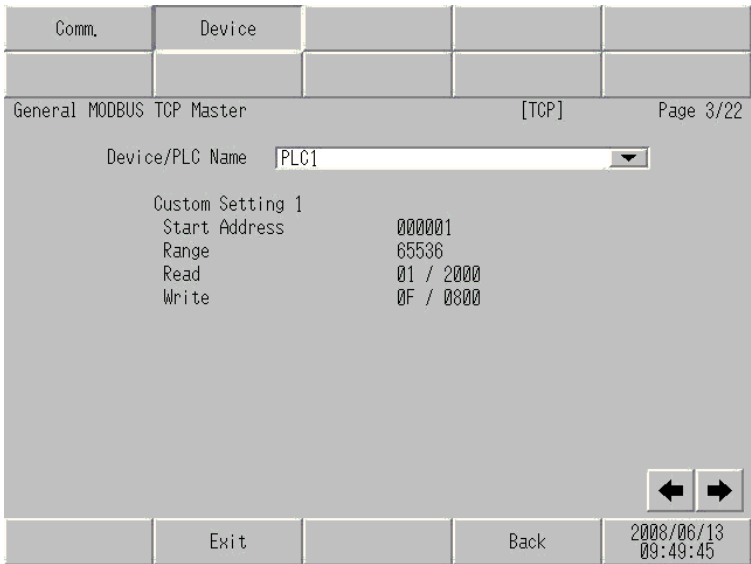 Comm. Device
General MODBUS TCP Master [TCP] Page 3/22
Device/PLC Name PLC1
Custom Setting 1
Start Address 000001
Range 65536
Read 01 / 2000
Write 0F / 0800
Exit Back 2008/06/13
09:49:45